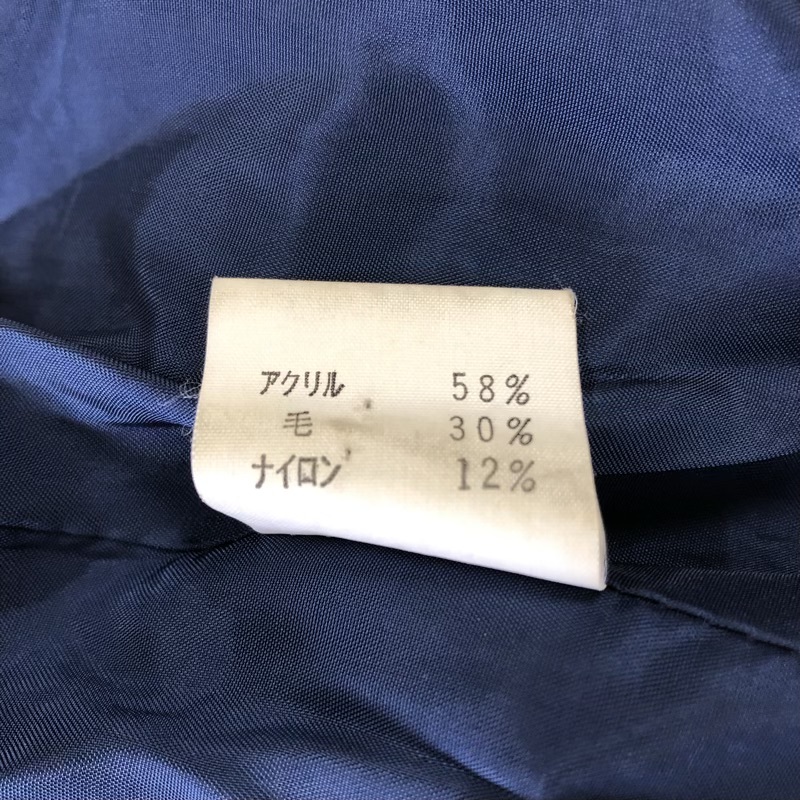 アクリル 58%
毛 30%
ナイロン 12%